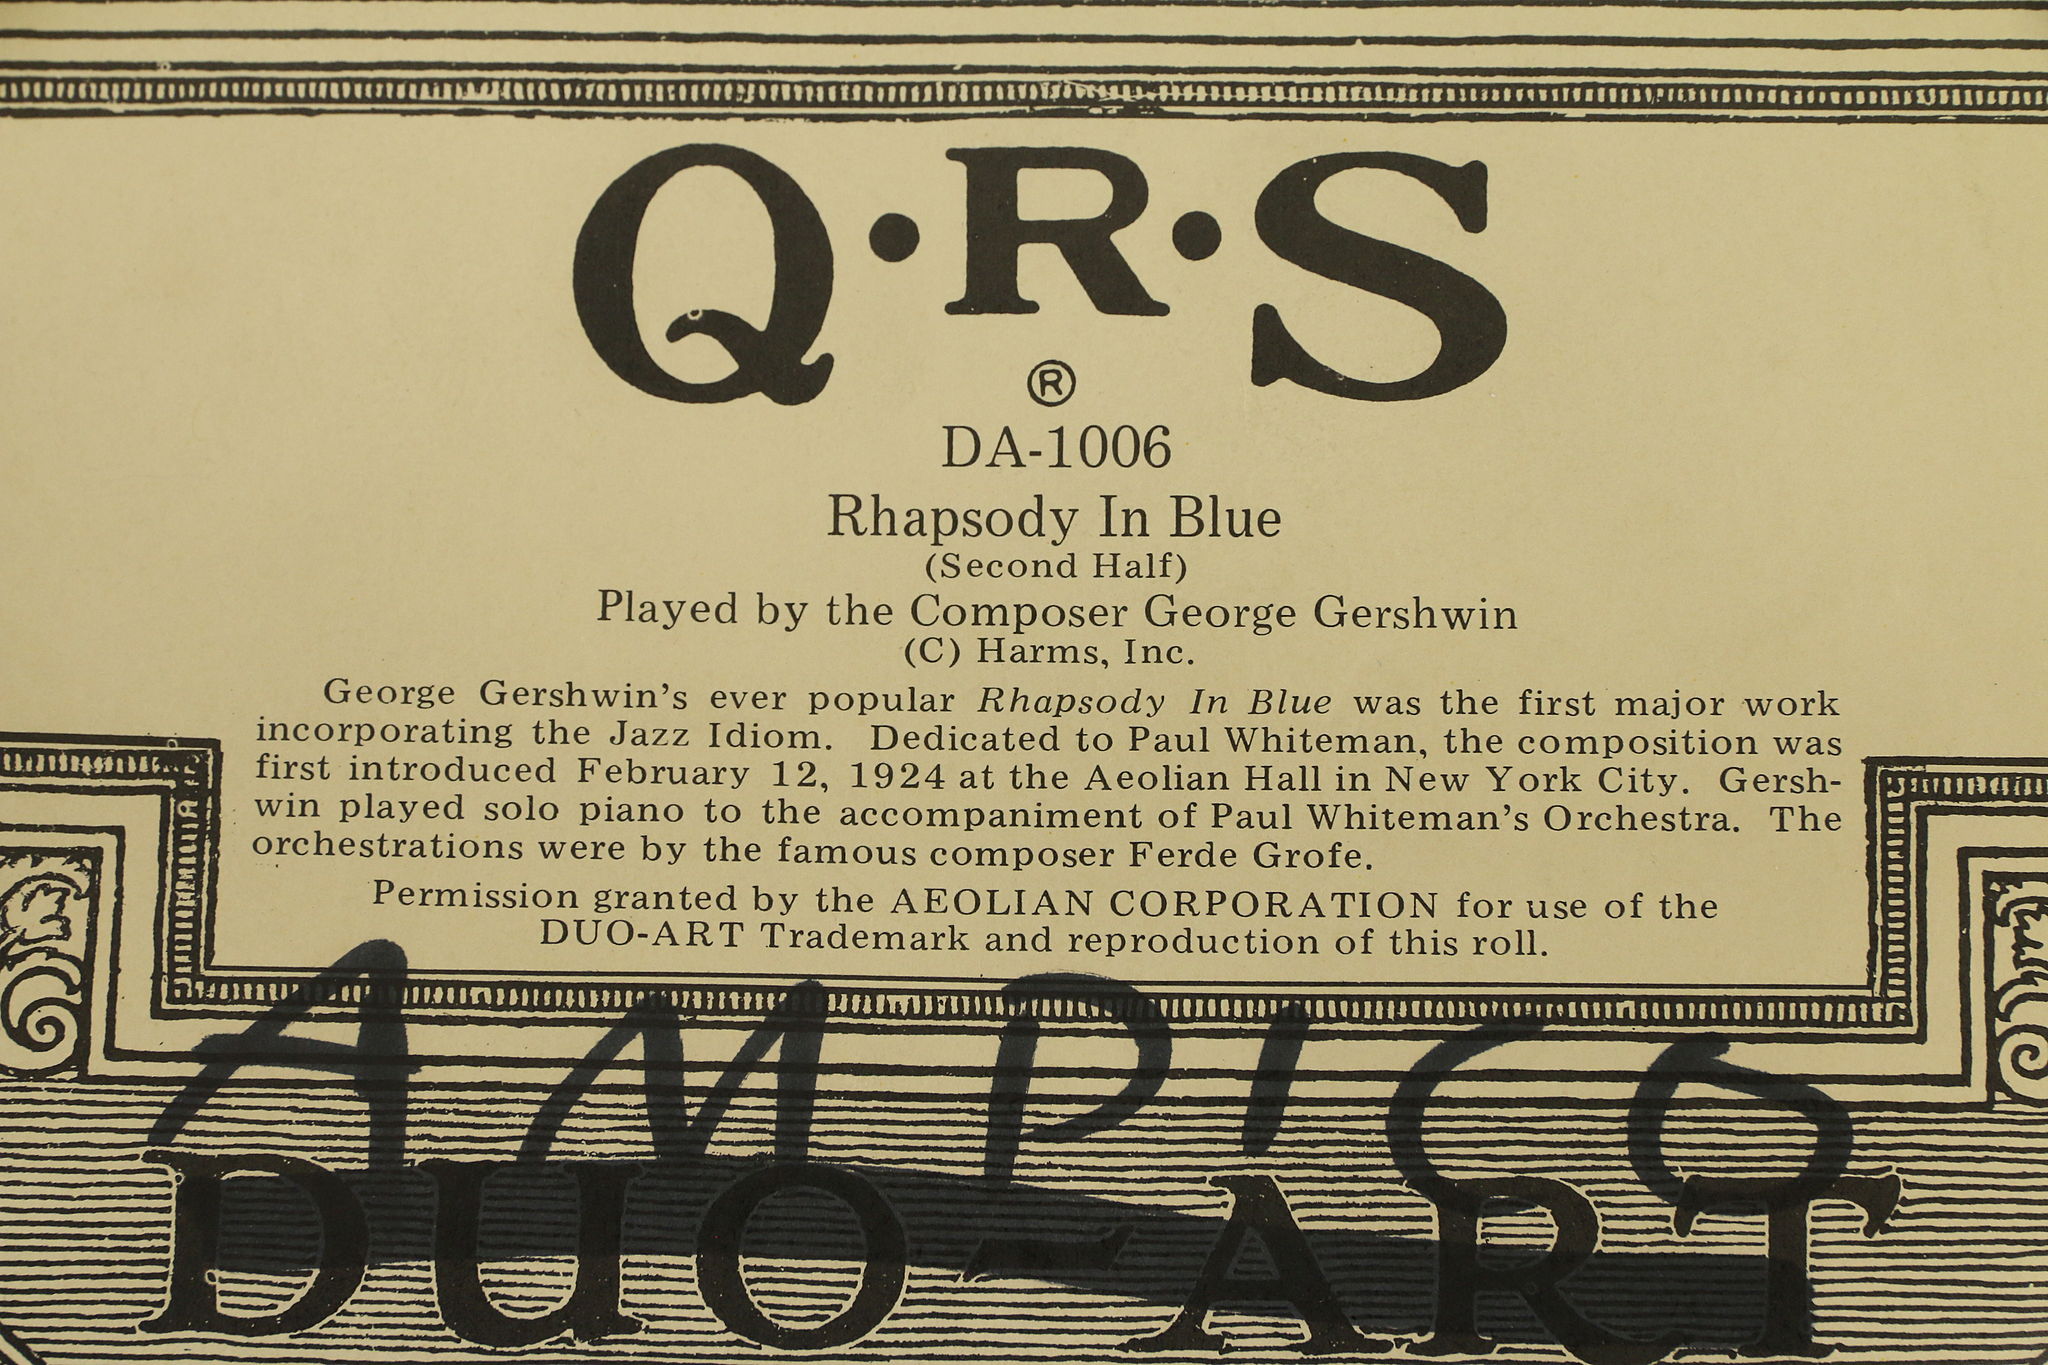 Q·R·S
®
DA-1006
Rhapsody In Blue
(Second Half)
Played by the Composer George Gershwin
(C) Harms, Inc.
George Gershwin's ever popular Rhapsody In Blue was the first major work
incorporating the Jazz Idiom. Dedicated to Paul Whiteman, the composition was
first introduced February 12, 1924 at the Aeolian Hall in New York City. Gersh-
win played solo piano to the accompaniment of Paul Whiteman's Orchestra. The
orchestrations were by the famous composer Ferde Grofe.
Permission granted by the AEOLIAN CORPORATION for use of the
DUO-ART Trademark and reproduction of this roll.
AMPICO
DUO-ART